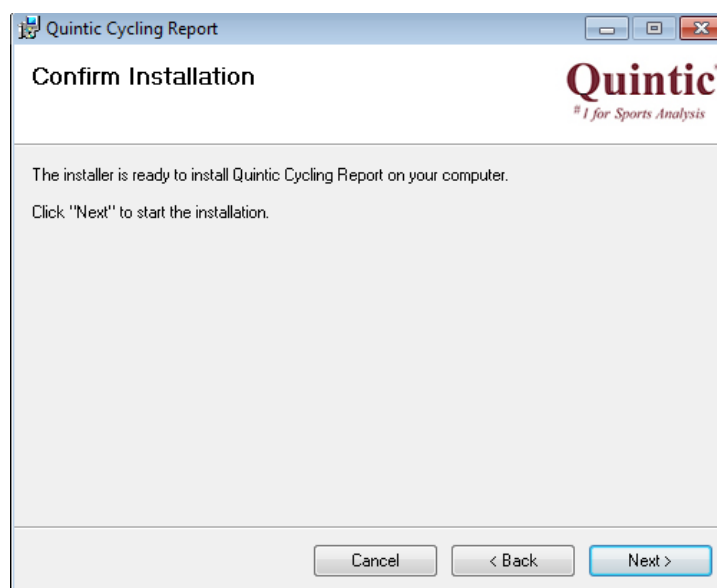 Quintic Cycling Report
Confirm Installation
Quintic
#1 for Sports Analysis
The installer is ready to install Quintic Cycling Report on your computer.
Click "Next" to start the installation.
Cancel
< Back
Next >